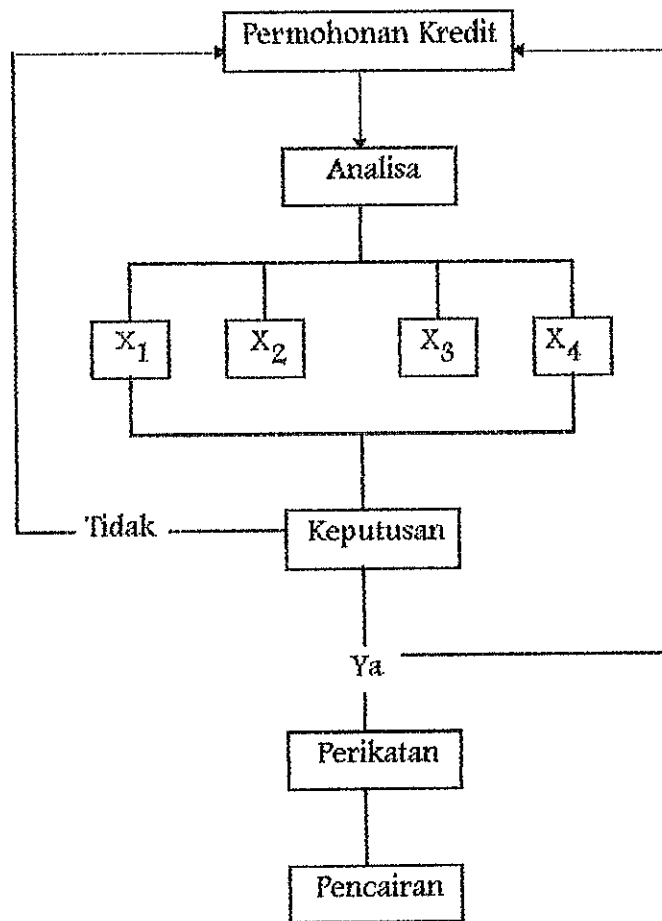 Permohonan Kredit
Analisa
X1 X2 X3 X4
Tidak Keputusan
Ya
Perikatan
Pencairan